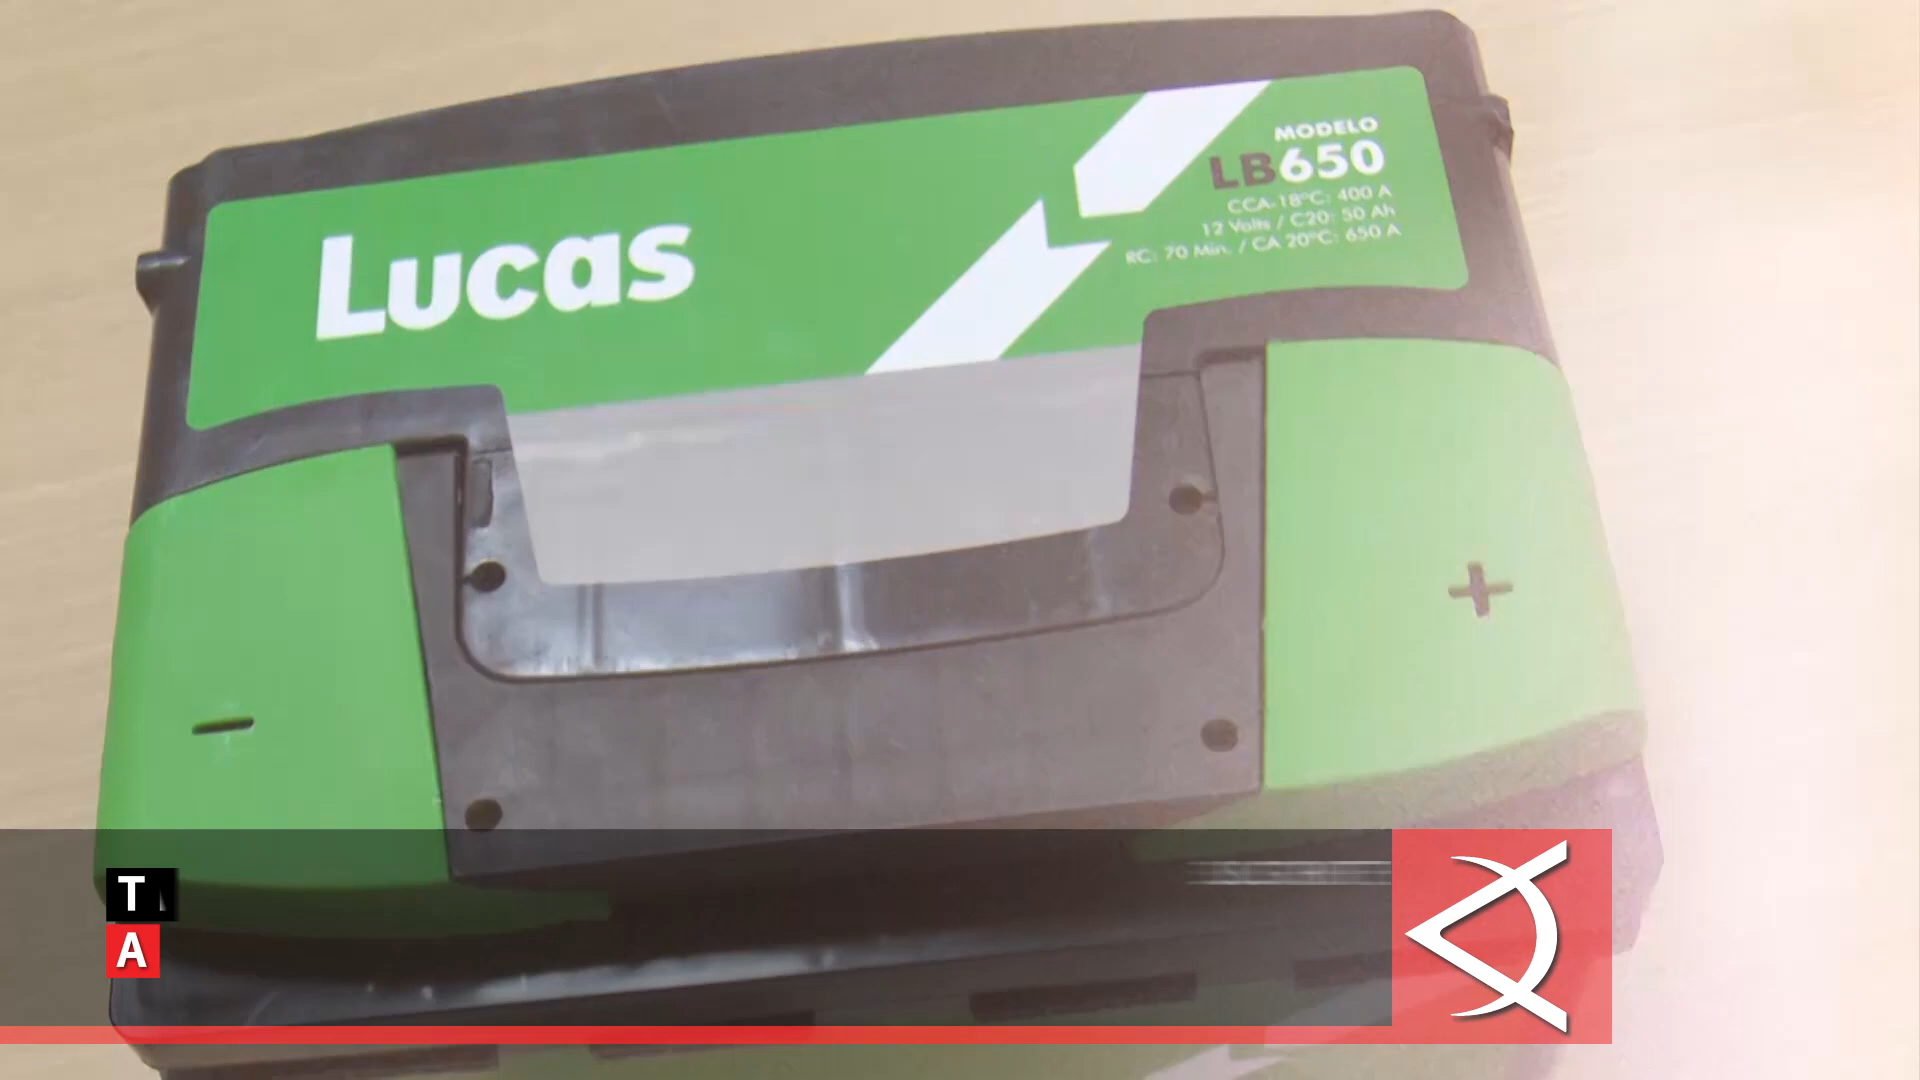 Lucas
MODELO
LB650
CCA-18°C: 400 A
12 Volts / C20: 50 Ah
RC: 70 Min. / CA 20°C: 650 A
−
+
T
A